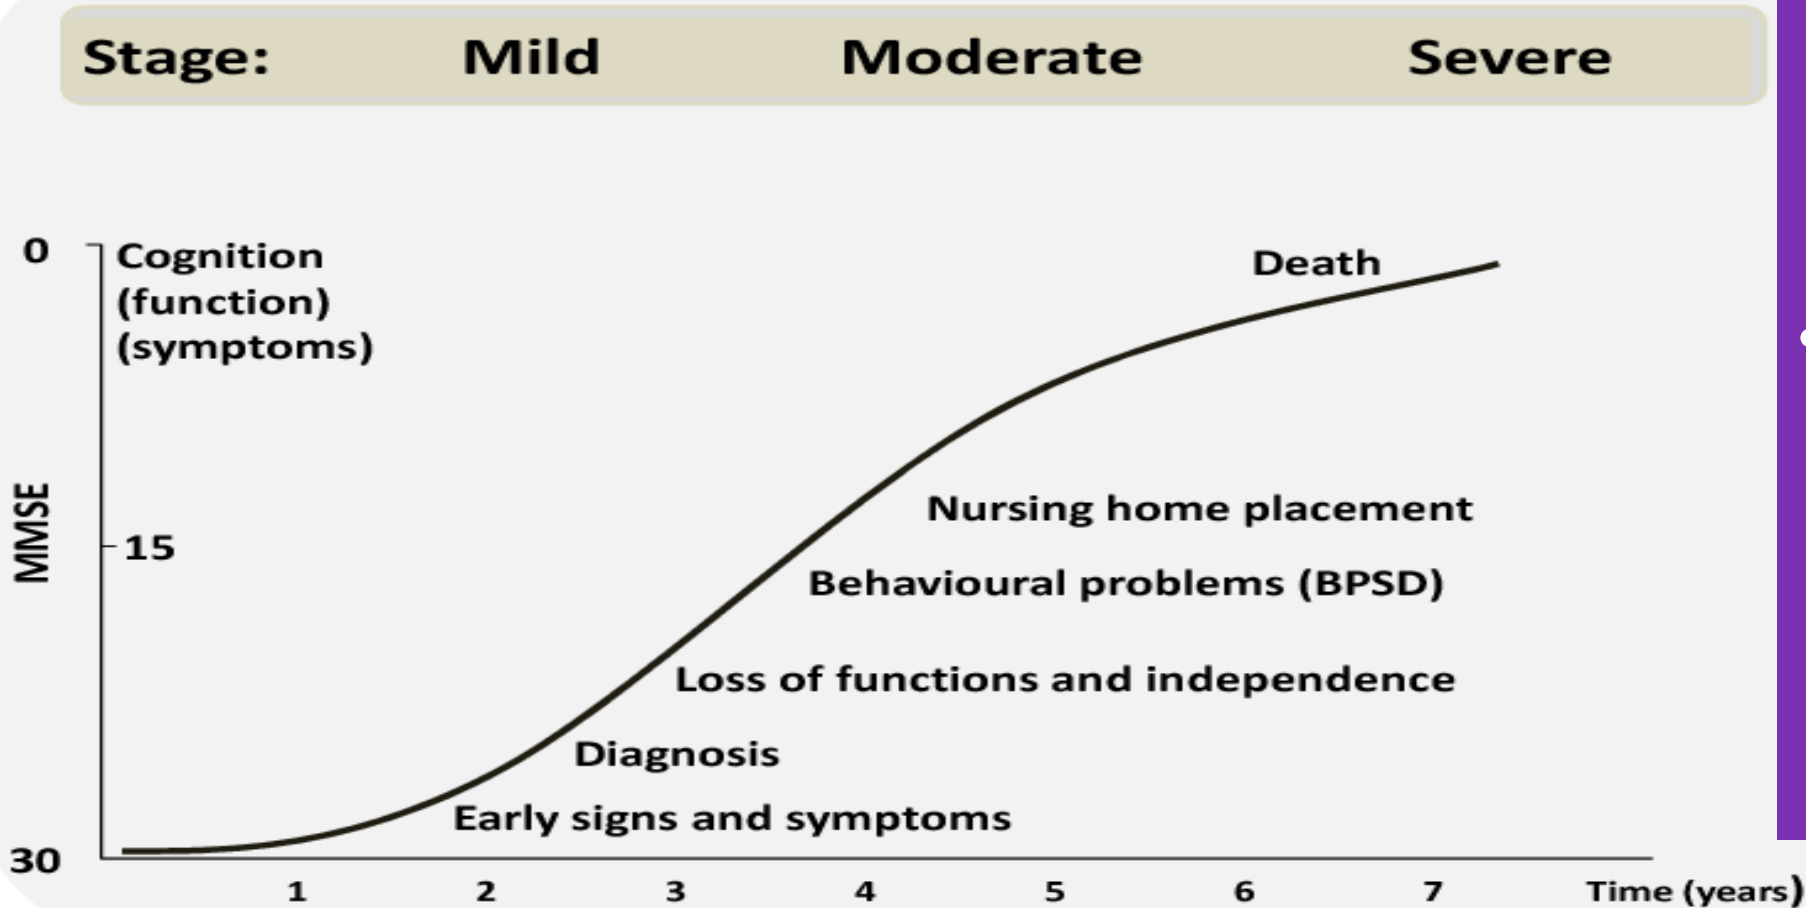 Stage: Mild Moderate Severe
0
Cognition
(function)
(symptoms)
Death
MMSE
15
Nursing home placement
Behavioural problems (BPSD)
Loss of functions and independence
Diagnosis
Early signs and symptoms
30
1 2 3 4 5 6 7 Time (years)